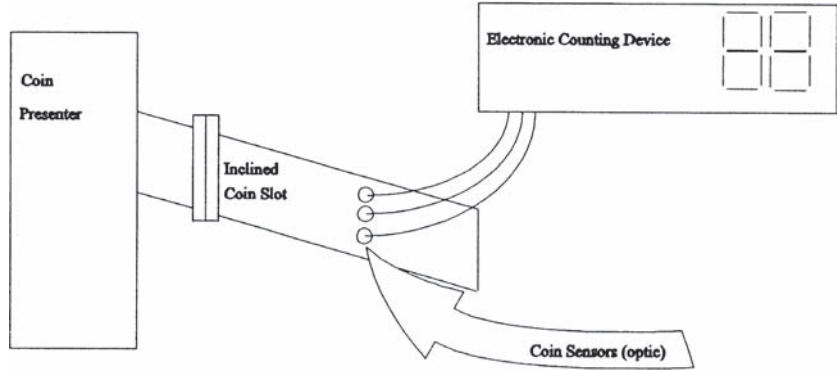 Coin
Presenter
Inclined
Coin Slot
Electronic Counting Device
Coin Sensors (optic)